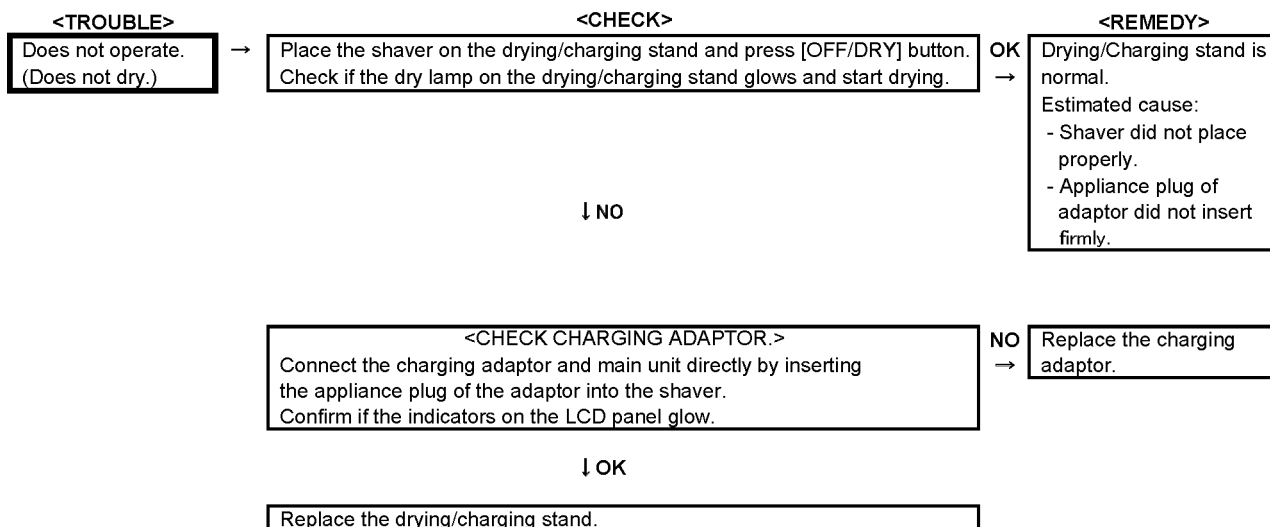 <TROUBLE>
<CHECK>
<REMEDY>
Does not operate.
(Does not dry.)
→
Place the shaver on the drying/charging stand and press [OFF/DRY] button.
Check if the dry lamp on the drying/charging stand glows and start drying.
OK
→
Drying/Charging stand is
normal.
Estimated cause:
- Shaver did not place
properly.
- Appliance plug of
adaptor did not insert
firmly.
↓ NO
<CHECK CHARGING ADAPTOR.>
Connect the charging adaptor and main unit directly by inserting
the appliance plug of the adaptor into the shaver.
Confirm if the indicators on the LCD panel glow.
NO
→
Replace the charging
adaptor.
↓ OK
Replace the drying/charging stand.